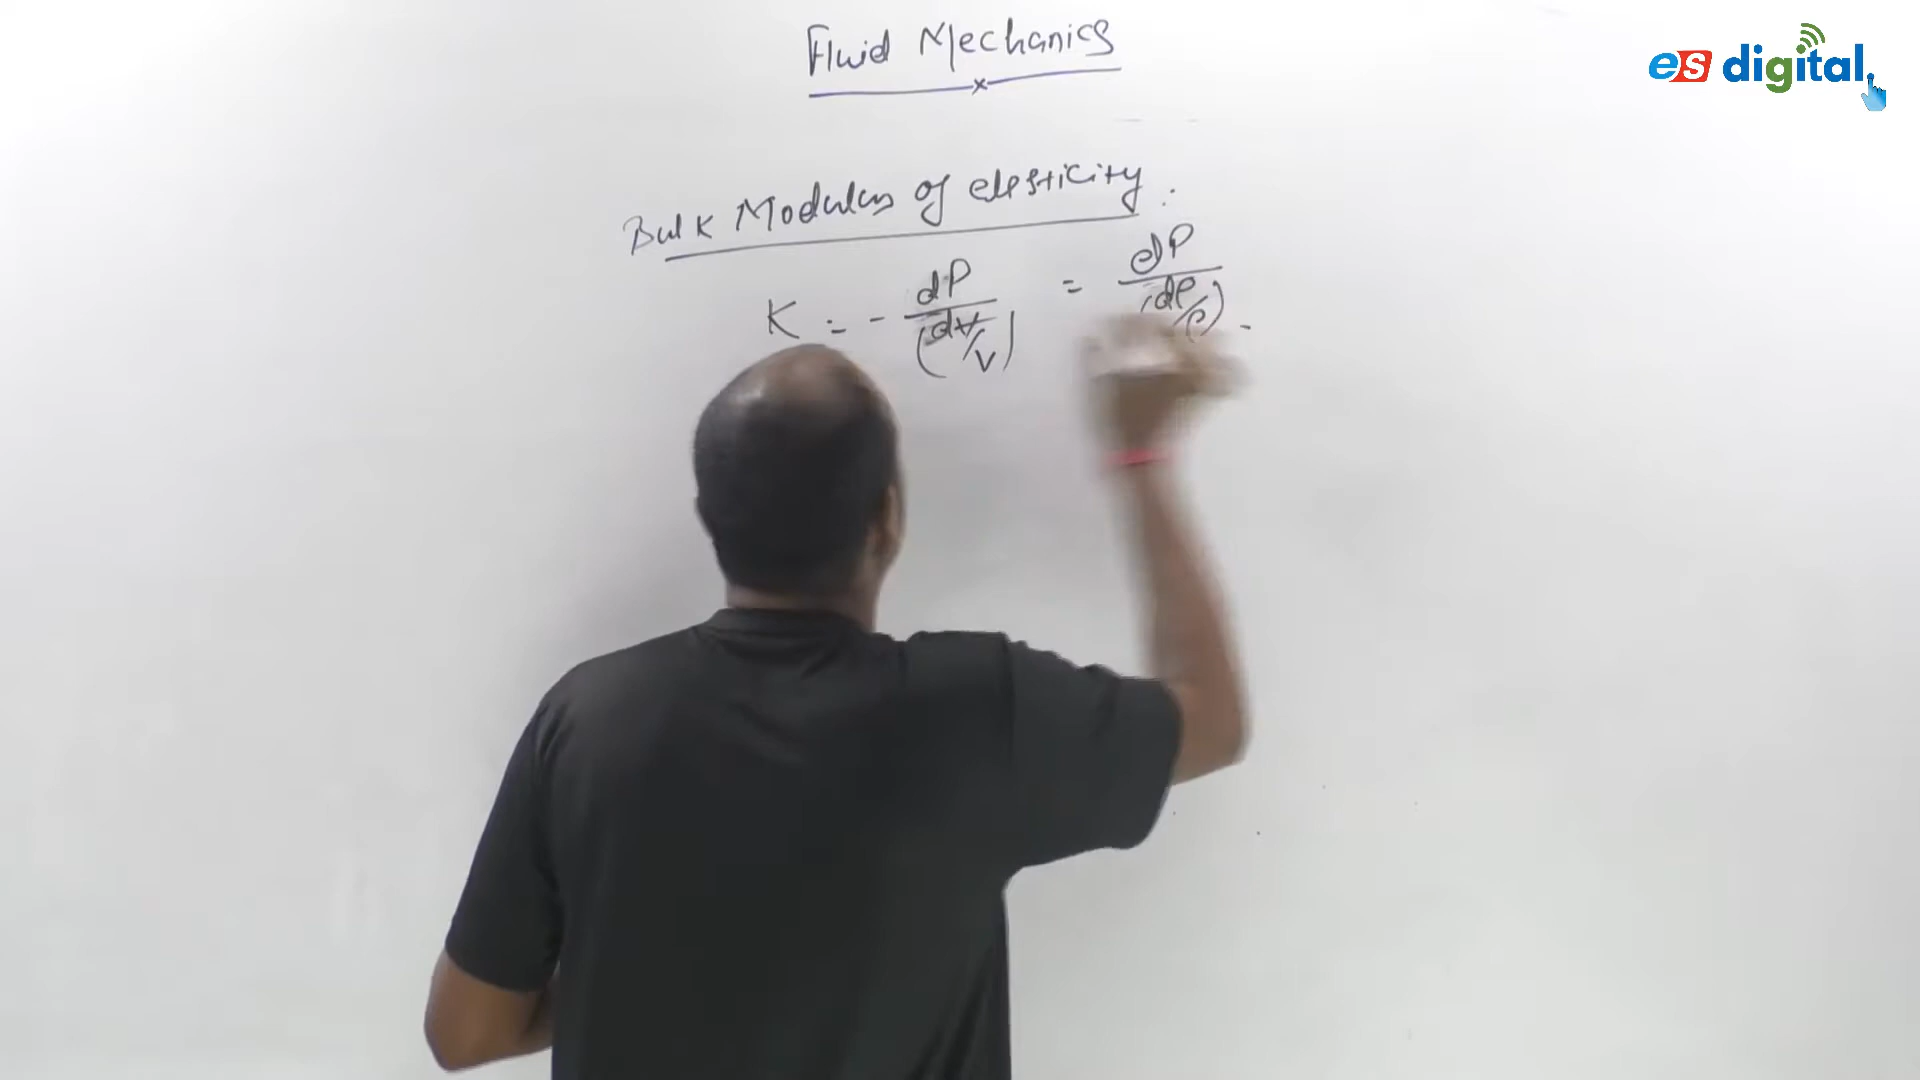 Fluid Mechanics
es digital
Bulk Modulus of elasticity :
K = - dP/(dV/V) = dP/(dρ/ρ) -